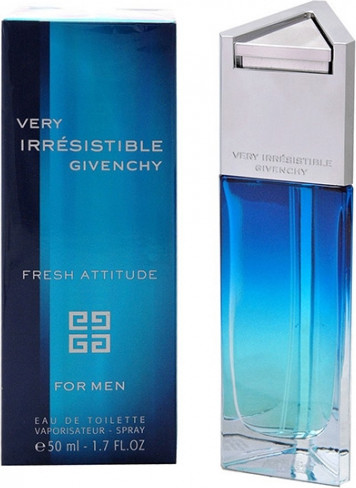 VERY
IRRÉSISTIBLE
GIVENCHY
FRESH ATTITUDE
FOR MEN
EAU DE TOILETTE
VAPORISATEUR - SPRAY
℮ 50 ml - 1.7 FL.OZ
VERY IRRÉSISTIBLE
GIVENCHY